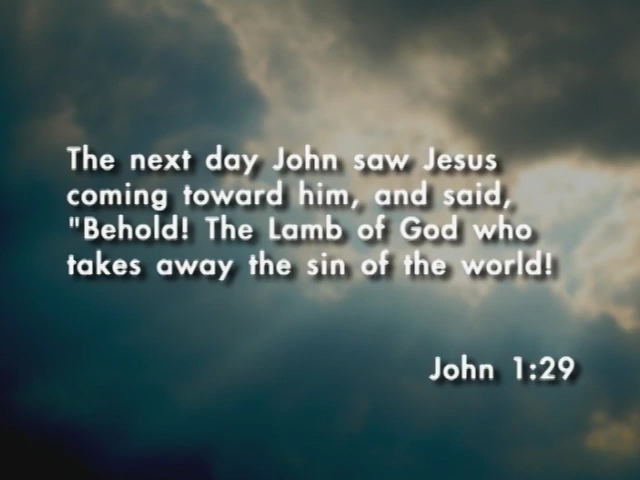 The next day John saw Jesus
coming toward him, and said,
"Behold! The Lamb of God who
takes away the sin of the world!
John 1:29